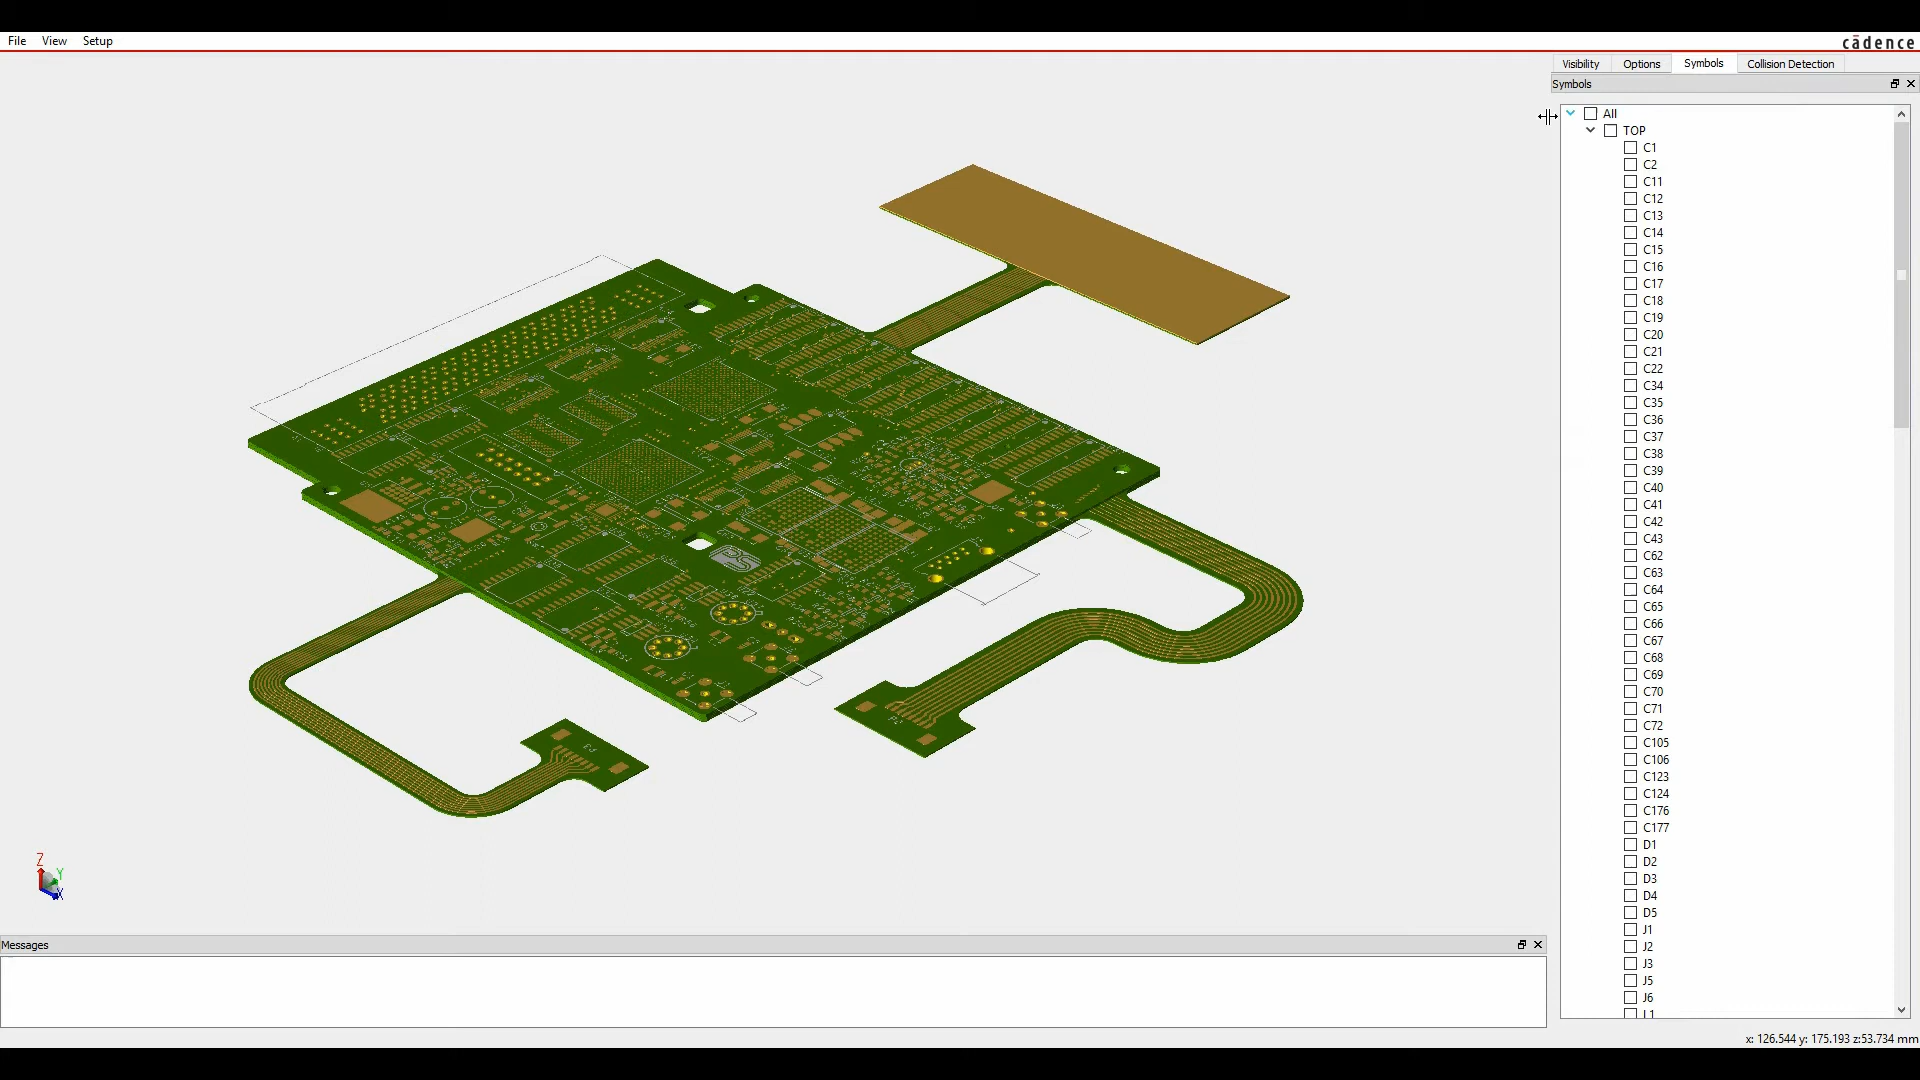 File View Setup
cādence
Visibility Options Symbols Collision Detection
Symbols
All
TOP
C1
C2
C11
C12
C13
C14
C15
C16
C17
C18
C19
C20
C21
C22
C34
C35
C36
C37
C38
C39
C40
C41
C42
C43
C62
C63
C64
C65
C66
C67
C68
C69
C70
C71
C72
C105
C106
C123
C124
C176
C177
D1
D2
D3
D4
D5
J1
J2
J3
J5
J6
L1
Z
Y
X
Messages
x: 126.544 y: 175.193 z:53.734 mm